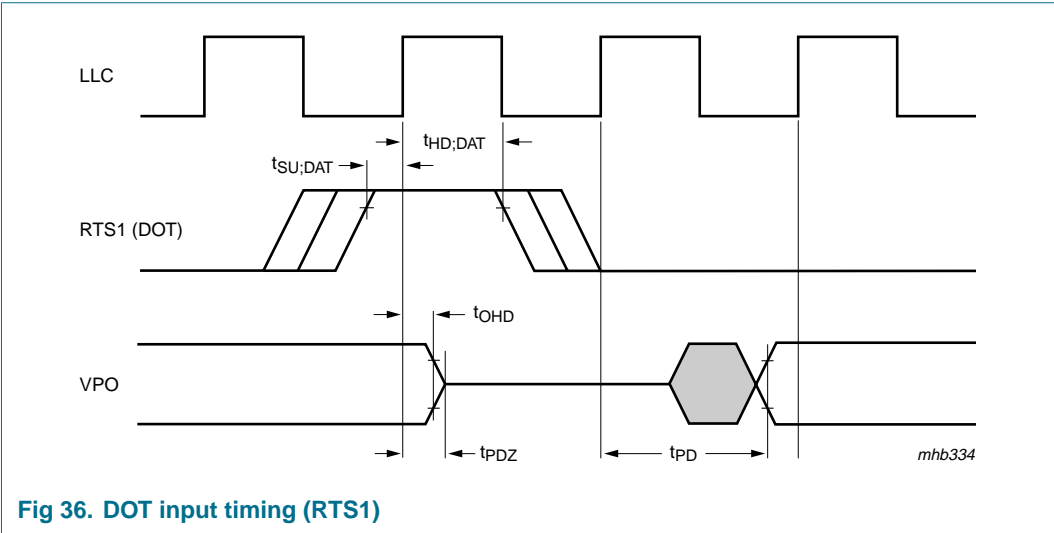 LLC
tHD;DAT
tSU;DAT
RTS1 (DOT)
tOHD
VPO
tPDZ
tPD
mhb334
Fig 36. DOT input timing (RTS1)